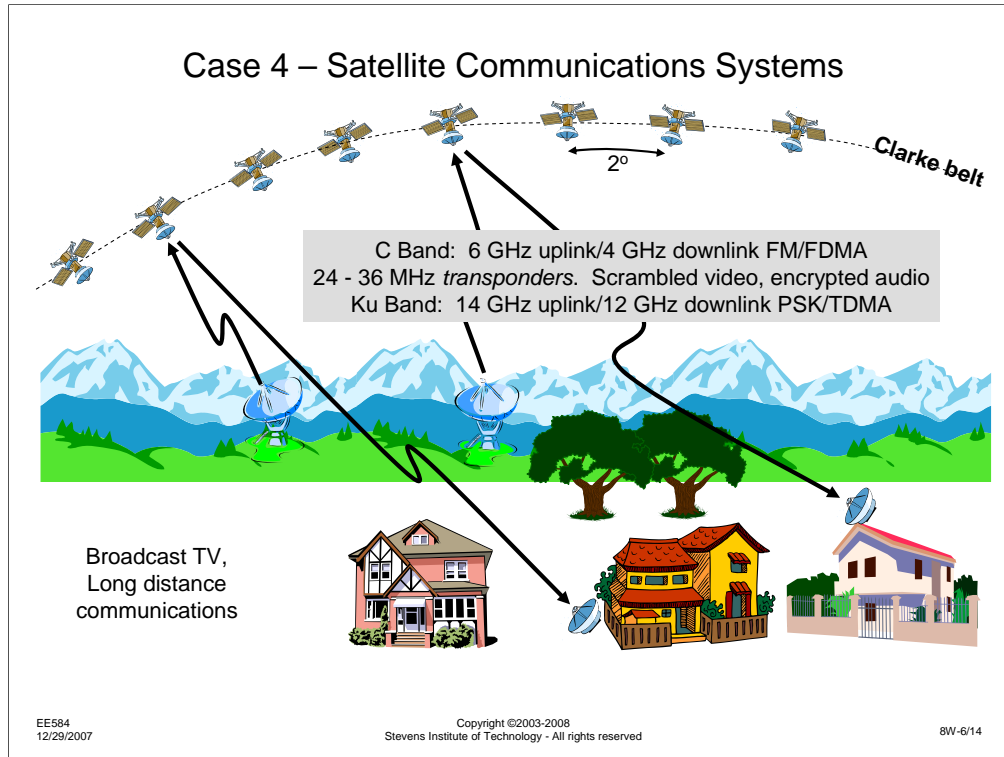 Case 4 – Satellite Communications Systems
Clarke belt
2o
C Band: 6 GHz uplink/4 GHz downlink FM/FDMA
24 - 36 MHz transponders. Scrambled video, encrypted audio
Ku Band: 14 GHz uplink/12 GHz downlink PSK/TDMA
Broadcast TV,
Long distance
communications
EE584
12/29/2007
Copyright ©2003-2008
Stevens Institute of Technology - All rights reserved
8W-6/14